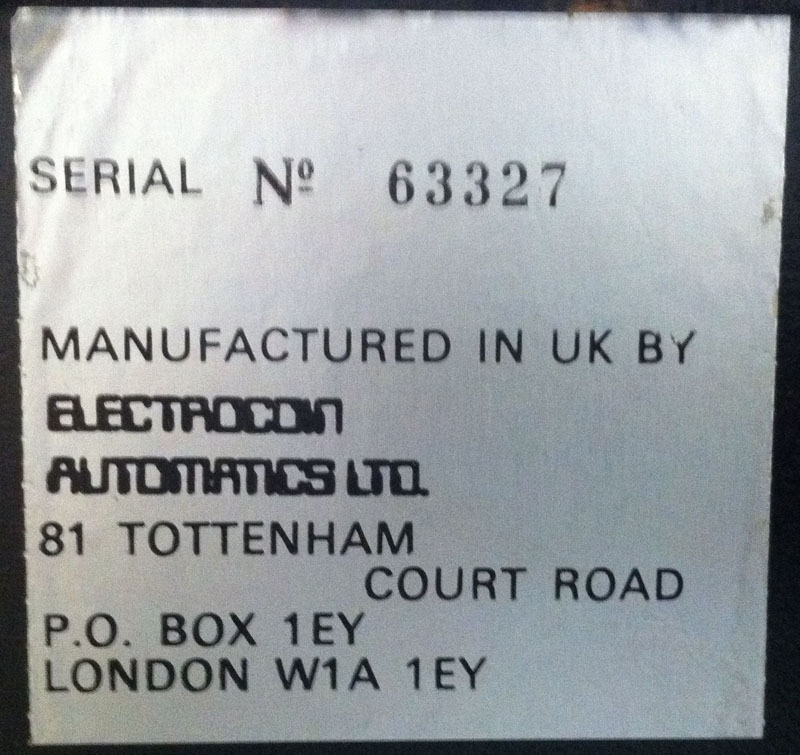 SERIAL Nº 63327
MANUFACTURED IN UK BY
ELECTROCOIN
AUTOMATICS LTD.
81 TOTTENHAM
COURT ROAD
P.O. BOX 1EY
LONDON W1A 1EY